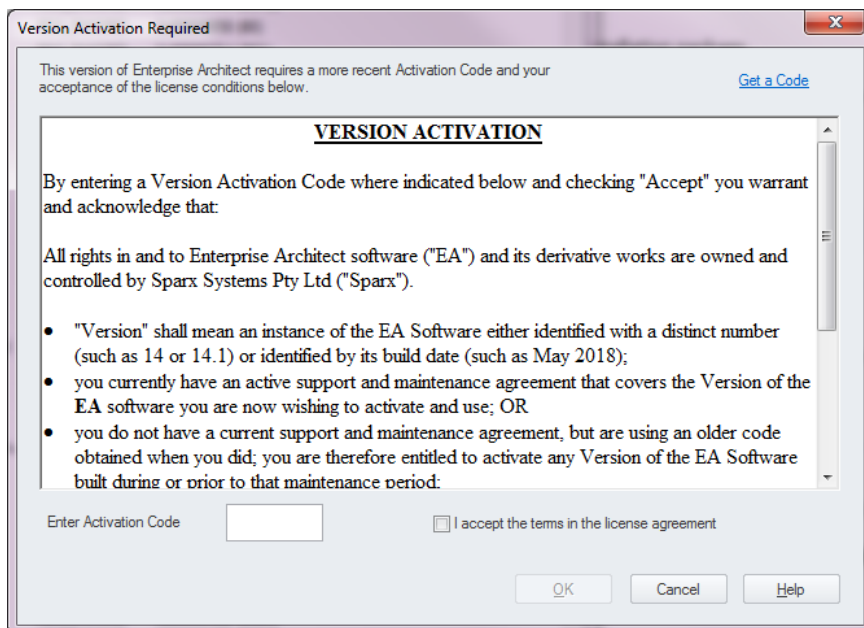 Version Activation Required
This version of Enterprise Architect requires a more recent Activation Code and your
acceptance of the license conditions below.
Get a Code
VERSION ACTIVATION
By entering a Version Activation Code where indicated below and checking "Accept" you warrant
and acknowledge that:
All rights in and to Enterprise Architect software ("EA") and its derivative works are owned and
controlled by Sparx Systems Pty Ltd ("Sparx").
● "Version" shall mean an instance of the EA Software either identified with a distinct number
(such as 14 or 14.1) or identified by its build date (such as May 2018);
● you currently have an active support and maintenance agreement that covers the Version of the
EA software you are now wishing to activate and use; OR
● you do not have a current support and maintenance agreement, but are using an older code
obtained when you did; you are therefore entitled to activate any Version of the EA Software
built during or prior to that maintenance period;
Enter Activation Code
I accept the terms in the license agreement
OK
Cancel
Help